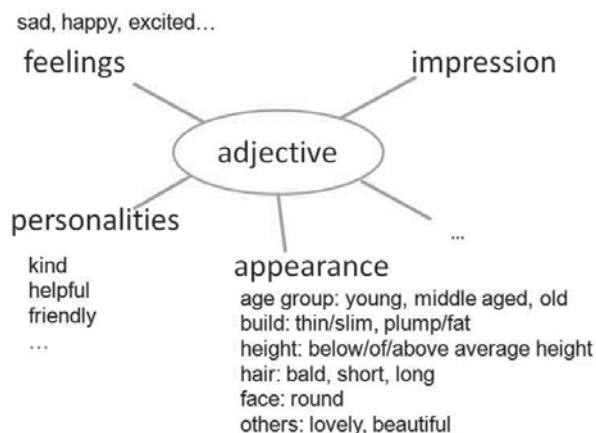 sad, happy, excited…
feelings
impression
adjective
personalities
kind
helpful
friendly
…
...
appearance
age group: young, middle aged, old
build: thin/slim, plump/fat
height: below/of/above average height
hair: bald, short, long
face: round
others: lovely, beautiful